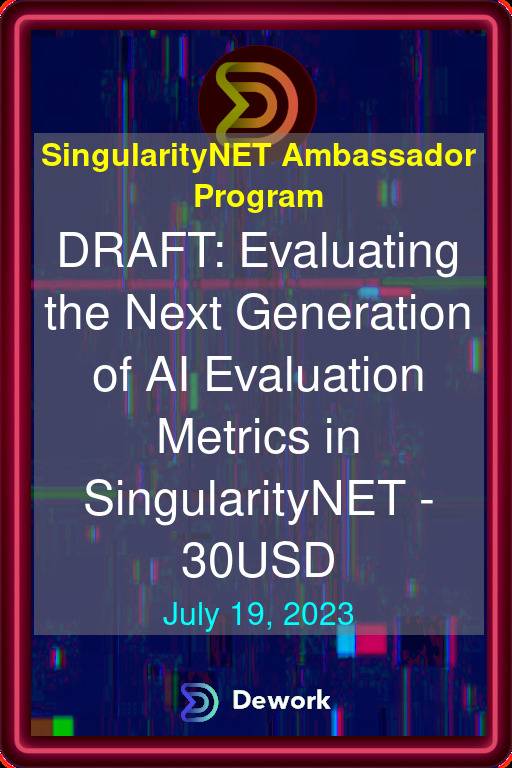 SingularityNET Ambassador
Program
DRAFT: Evaluating
the Next Generation
of AI Evaluation
Metrics in
SingularityNET -
30USD
July 19, 2023
Dework